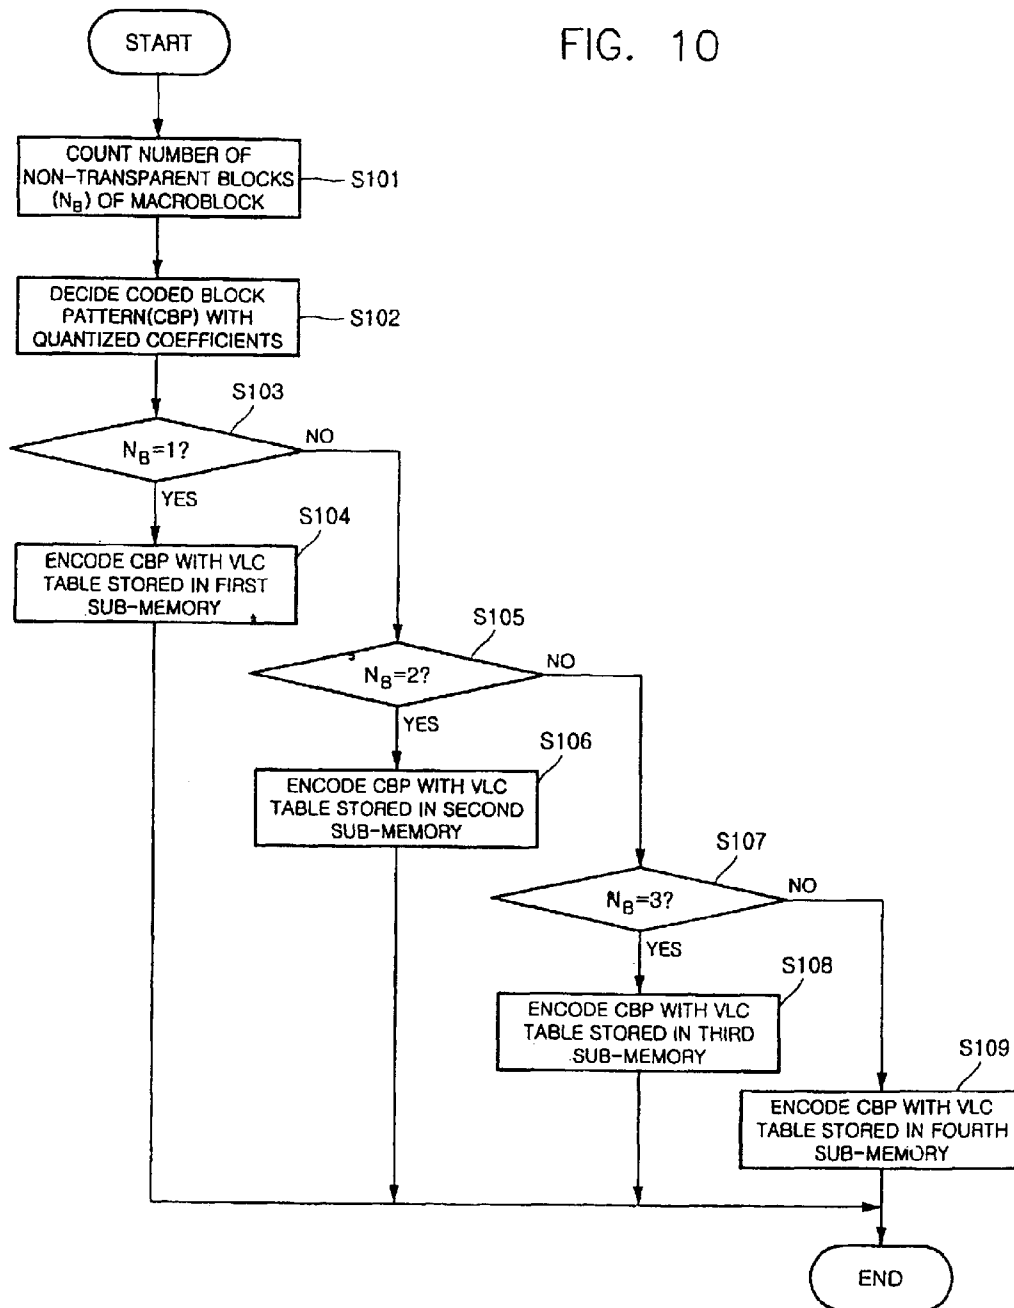 FIG. 10
START
COUNT NUMBER OF
NON-TRANSPARENT BLOCKS
(NB) OF MACROBLOCK
S101
DECIDE CODED BLOCK
PATTERN(CBP) WITH
QUANTIZED COEFFICIENTS
S102
S103
NB=1?
NO
YES
S104
ENCODE CBP WITH VLC
TABLE STORED IN FIRST
SUB-MEMORY
S105
NB=2?
NO
YES
S106
ENCODE CBP WITH VLC
TABLE STORED IN SECOND
SUB-MEMORY
S107
NB=3?
NO
YES
S108
ENCODE CBP WITH VLC
TABLE STORED IN THIRD
SUB-MEMORY
S109
ENCODE CBP WITH VLC
TABLE STORED IN FOURTH
SUB-MEMORY
END